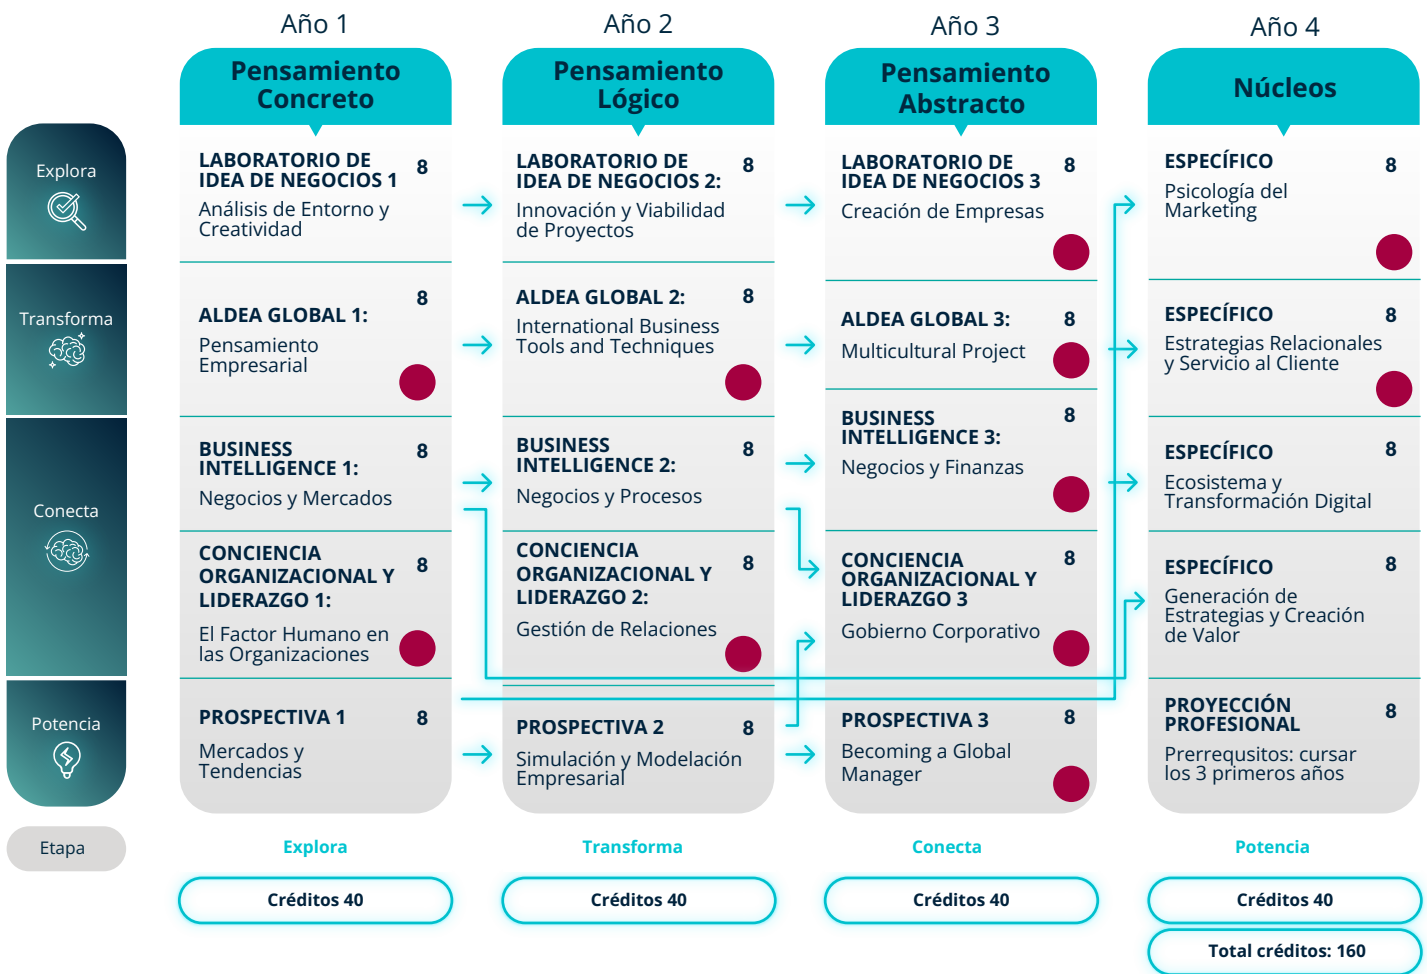 Año 1
Año 2
Año 3
Año 4
Pensamiento
Concreto
Pensamiento
Lógico
Pensamiento
Abstracto
Núcleos
Explora
Transforma
Conecta
Potencia
Etapa
LABORATORIO DE
IDEA DE NEGOCIOS 1
8
Análisis de Entorno y
Creatividad
ALDEA GLOBAL 1:
8
Pensamiento
Empresarial
BUSINESS
INTELLIGENCE 1:
8
Negocios y Mercados
CONCIENCIA
ORGANIZACIONAL Y
LIDERAZGO 1:
8
El Factor Humano en
las Organizaciones
PROSPECTIVA 1
8
Mercados y
Tendencias
Explora
Créditos 40
LABORATORIO DE
IDEA DE NEGOCIOS 2:
8
Innovación y Viabilidad
de Proyectos
ALDEA GLOBAL 2:
8
International Business
Tools and Techniques
BUSINESS
INTELLIGENCE 2:
8
Negocios y Procesos
CONCIENCIA
ORGANIZACIONAL Y
LIDERAZGO 2:
8
Gestión de Relaciones
PROSPECTIVA 2
8
Simulación y Modelación
Empresarial
Transforma
Créditos 40
LABORATORIO DE
IDEA DE NEGOCIOS 3
8
Creación de Empresas
ALDEA GLOBAL 3:
8
Multicultural Project
BUSINESS
INTELLIGENCE 3:
8
Negocios y Finanzas
CONCIENCIA
ORGANIZACIONAL Y
LIDERAZGO 3
8
Gobierno Corporativo
PROSPECTIVA 3
8
Becoming a Global
Manager
Conecta
Créditos 40
ESPECÍFICO
8
Psicología del
Marketing
ESPECÍFICO
8
Estrategias Relacionales
y Servicio al Cliente
ESPECÍFICO
8
Ecosistema y
Transformación Digital
ESPECÍFICO
8
Generación de
Estrategias y Creación
de Valor
PROYECCIÓN
PROFESIONAL
8
Prerrequsitos: cursar
los 3 primeros años
Potencia
Créditos 40
Total créditos: 160